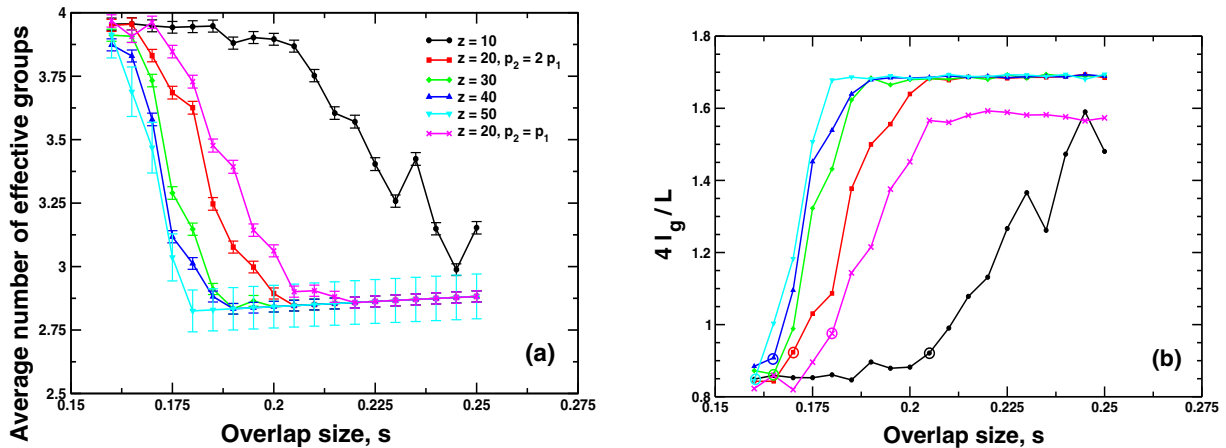 Average number of effective groups
4
3.75
3.5
3.25
3
2.75
2.5
0.15
0.175
0.2
0.225
0.25
0.275
Overlap size, s
z = 10
z = 20, p2 = 2 p1
z = 30
z = 40
z = 50
z = 20, p2 = p1
(a)
4 lg / L
1.8
1.6
1.4
1.2
1
0.8
0.15
0.175
0.2
0.225
0.25
0.275
Overlap size, s
(b)